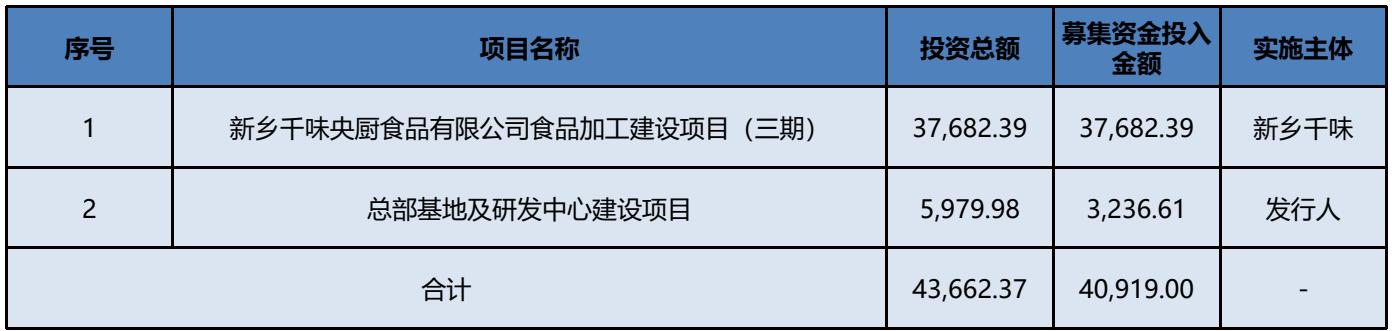 序号 项目名称 投资总额 募集资金投入
金额 实施主体
1 新乡千味央厨食品有限公司食品加工建设项目（三期） 37,682.39 37,682.39 新乡千味
2 总部基地及研发中心建设项目 5,979.98 3,236.61 发行人
合计 43,662.37 40,919.00 -